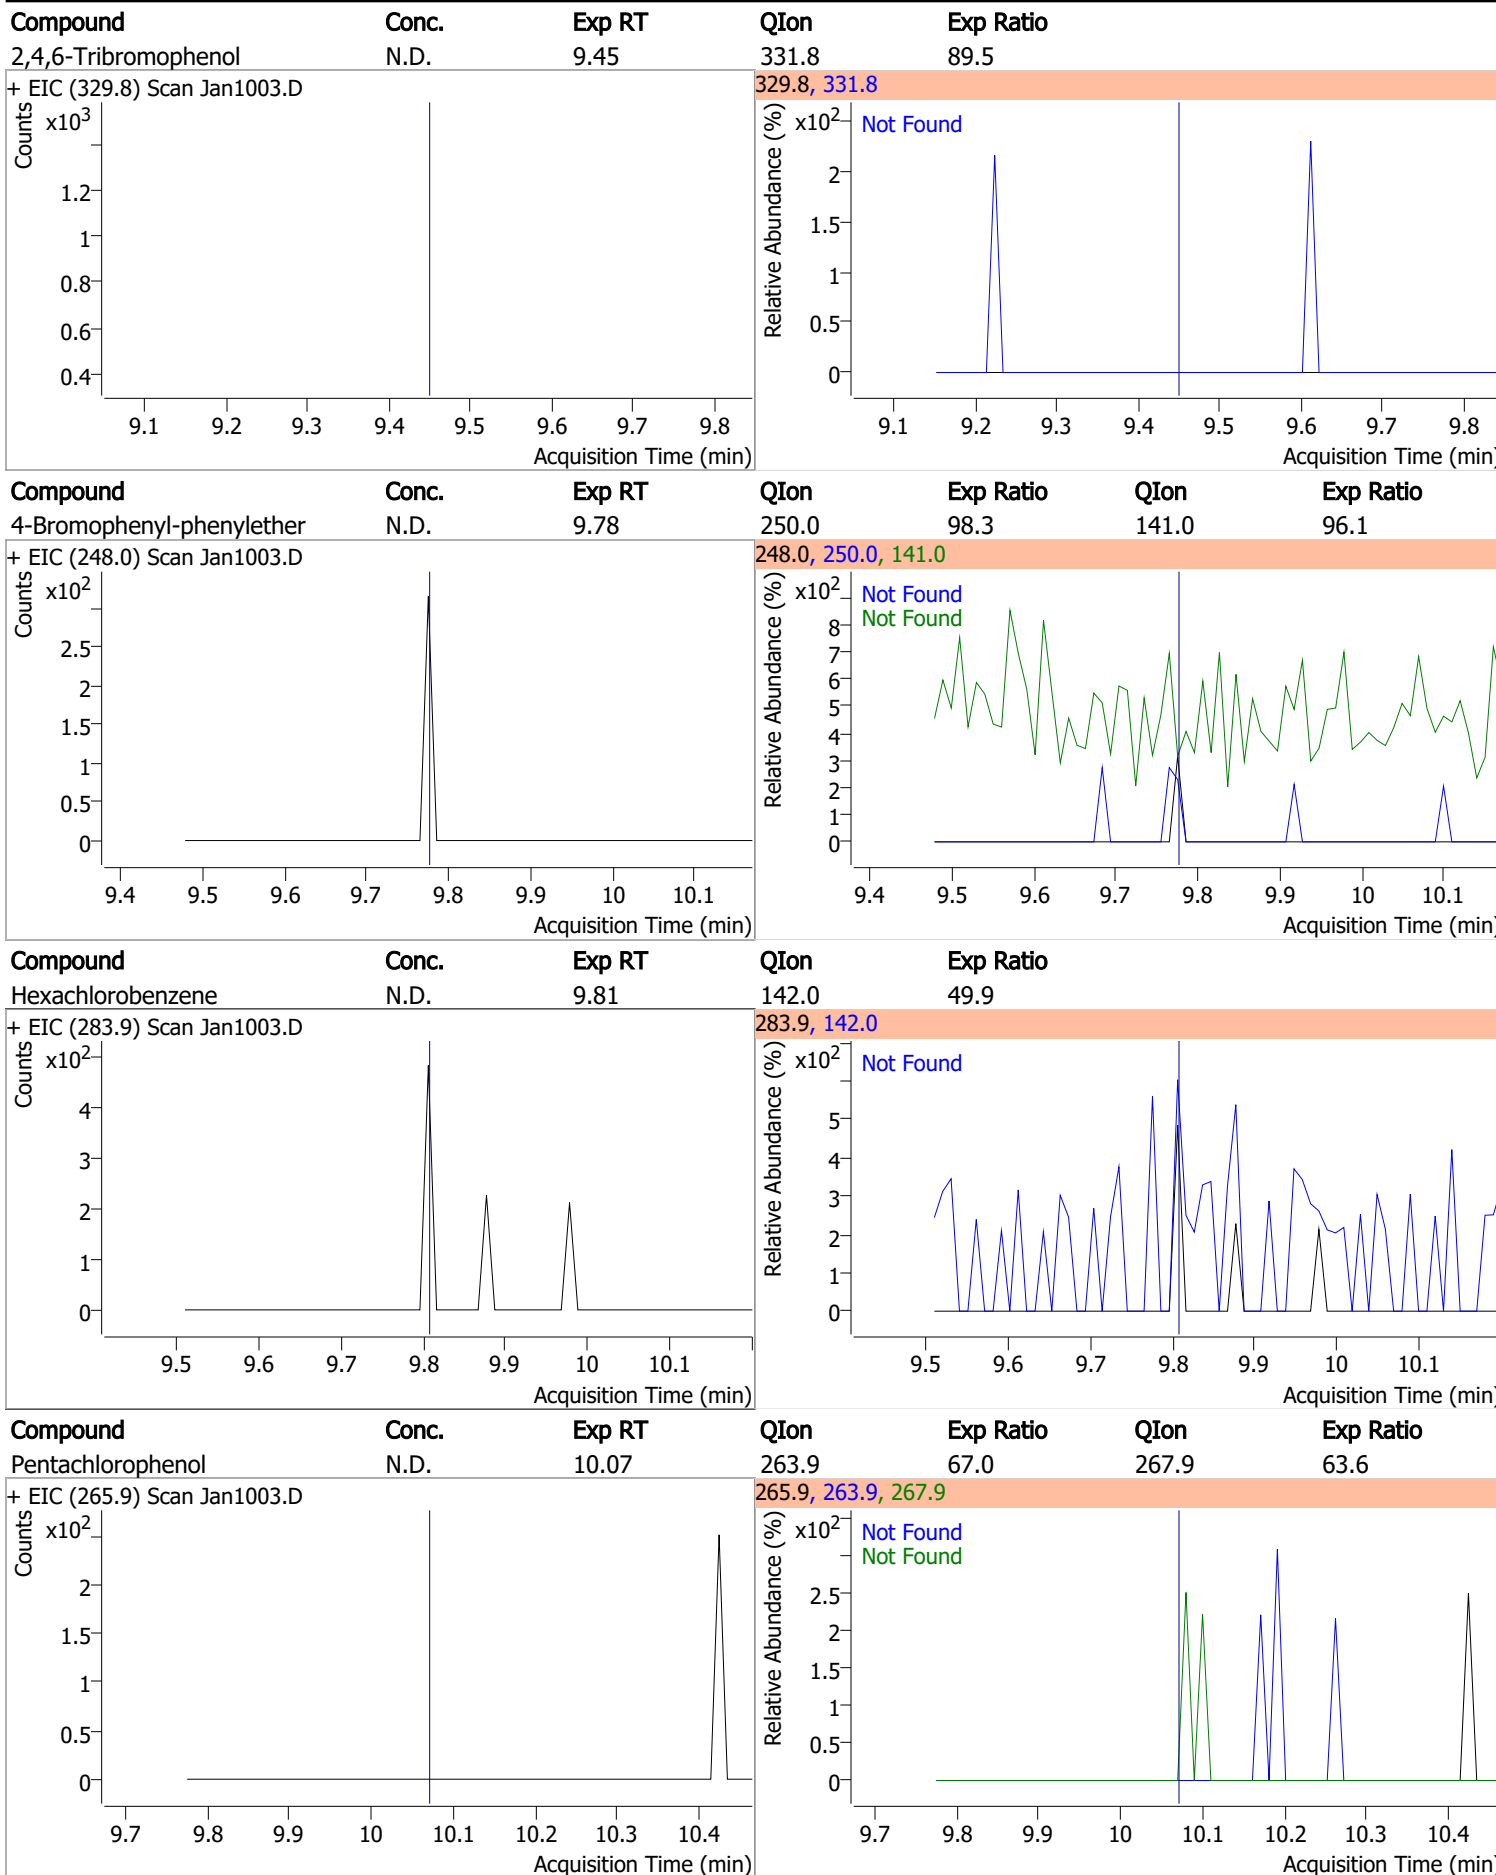 Compound Conc. Exp RT QIon Exp Ratio
2,4,6-Tribromophenol N.D. 9.45 331.8 89.5
+ EIC (329.8) Scan Jan1003.D
329.8, 331.8
Counts
x10³
1.2
1
0.8
0.6
0.4
9.1 9.2 9.3 9.4 9.5 9.6 9.7 9.8
Acquisition Time (min)
Relative Abundance (%)
x10²
Not Found
2
1.5
1
0.5
0
9.1 9.2 9.3 9.4 9.5 9.6 9.7 9.8
Acquisition Time (min)
Compound Conc. Exp RT QIon Exp Ratio QIon Exp Ratio
4-Bromophenyl-phenylether N.D. 9.78 250.0 98.3 141.0 96.1
+ EIC (248.0) Scan Jan1003.D
248.0, 250.0, 141.0
Counts
x10²
2.5
2
1.5
1
0.5
0
9.4 9.5 9.6 9.7 9.8 9.9 10 10.1
Acquisition Time (min)
Relative Abundance (%)
x10²
Not Found
Not Found
8
7
6
5
4
3
2
1
0
9.4 9.5 9.6 9.7 9.8 9.9 10 10.1
Acquisition Time (min)
Compound Conc. Exp RT QIon Exp Ratio
Hexachlorobenzene N.D. 9.81 142.0 49.9
+ EIC (283.9) Scan Jan1003.D
283.9, 142.0
Counts
x10²
4
3
2
1
0
9.5 9.6 9.7 9.8 9.9 10 10.1
Acquisition Time (min)
Relative Abundance (%)
x10²
Not Found
5
4
3
2
1
0
9.5 9.6 9.7 9.8 9.9 10 10.1
Acquisition Time (min)
Compound Conc. Exp RT QIon Exp Ratio QIon Exp Ratio
Pentachlorophenol N.D. 10.07 263.9 67.0 267.9 63.6
+ EIC (265.9) Scan Jan1003.D
265.9, 263.9, 267.9
Counts
x10²
2
1.5
1
0.5
0
9.7 9.8 9.9 10 10.1 10.2 10.3 10.4
Acquisition Time (min)
Relative Abundance (%)
x10²
Not Found
Not Found
2.5
2
1.5
1
0.5
0
9.7 9.8 9.9 10 10.1 10.2 10.3 10.4
Acquisition Time (min)